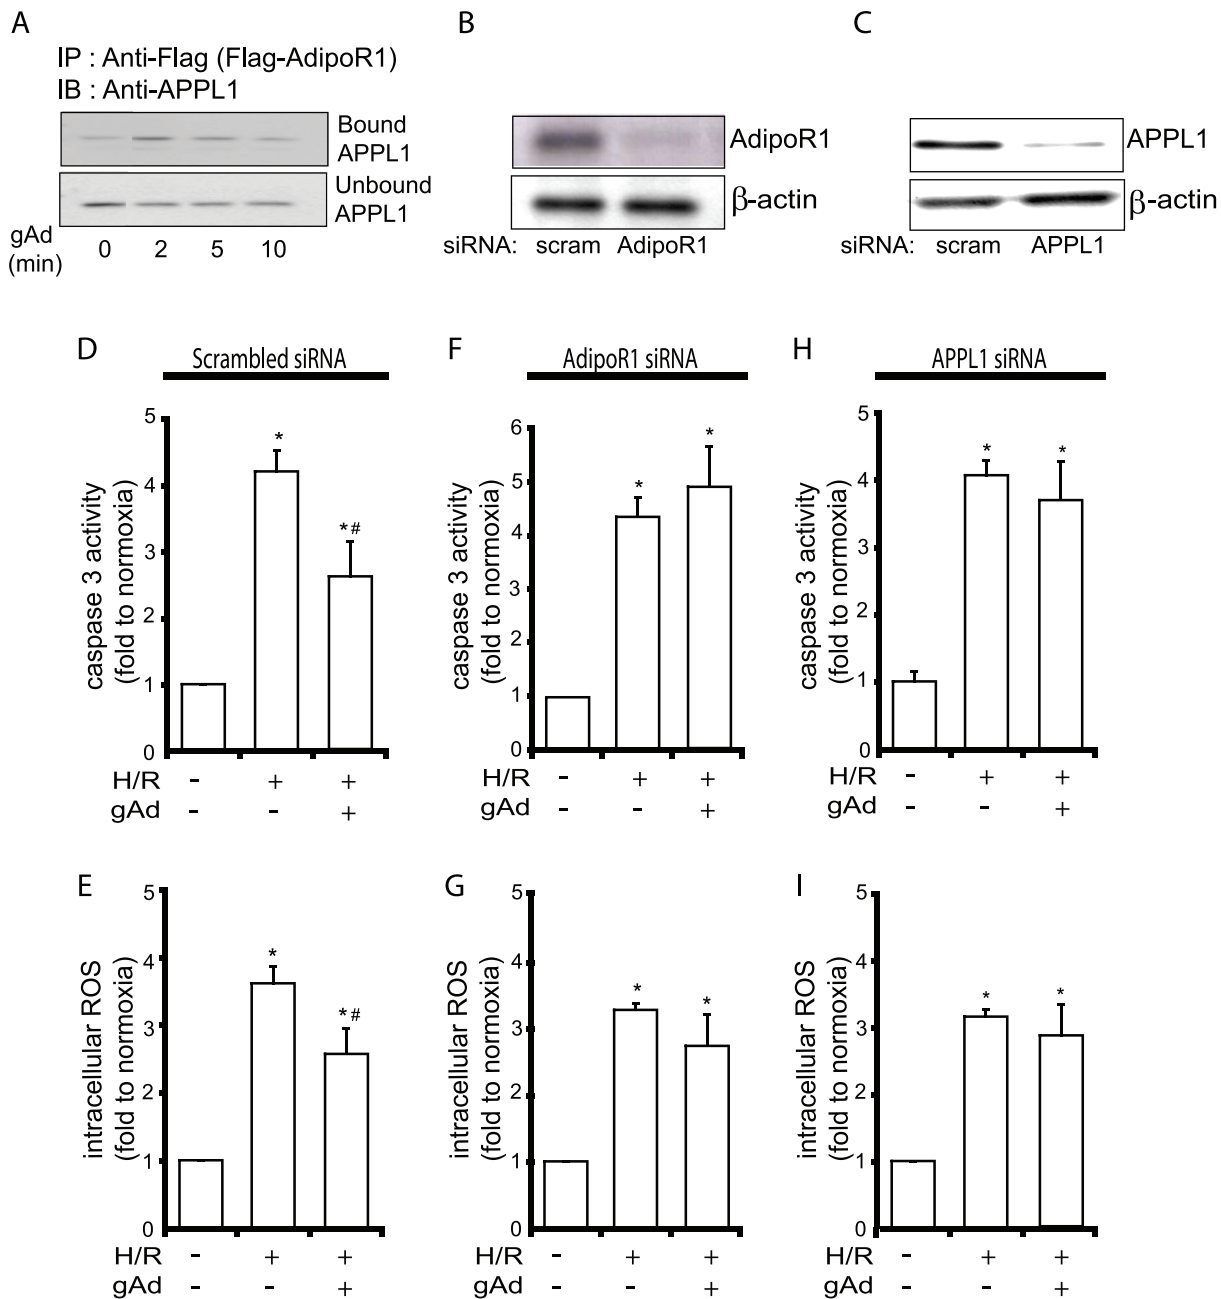 A
IP : Anti-Flag (Flag-AdipoR1)
IB : Anti-APPL1
Bound
APPL1
Unbound
APPL1
gAd
(min)
0 2 5 10
B
AdipoR1
β-actin
siRNA: scram AdipoR1
C
APPL1
β-actin
siRNA: scram APPL1
D
Scrambled siRNA
caspase 3 activity
(fold to normoxia)
5
4
3
2
1
0
*
*#
H/R - + +
gAd - - +
F
AdipoR1 siRNA
caspase 3 activity
(fold to normoxia)
6
5
4
3
2
1
0
*
*
H/R - + +
gAd - - +
H
APPL1 siRNA
caspase 3 activity
(fold to normoxia)
5
4
3
2
1
0
*
*
H/R - + +
gAd - - +
E
intracellular ROS
(fold to normoxia)
5
4
3
2
1
0
*
*#
H/R - + +
gAd - - +
G
intracellular ROS
(fold to normoxia)
5
4
3
2
1
0
*
*
H/R - + +
gAd - - +
I
intracellular ROS
(fold to normoxia)
5
4
3
2
1
0
*
*
H/R - + +
gAd - - +